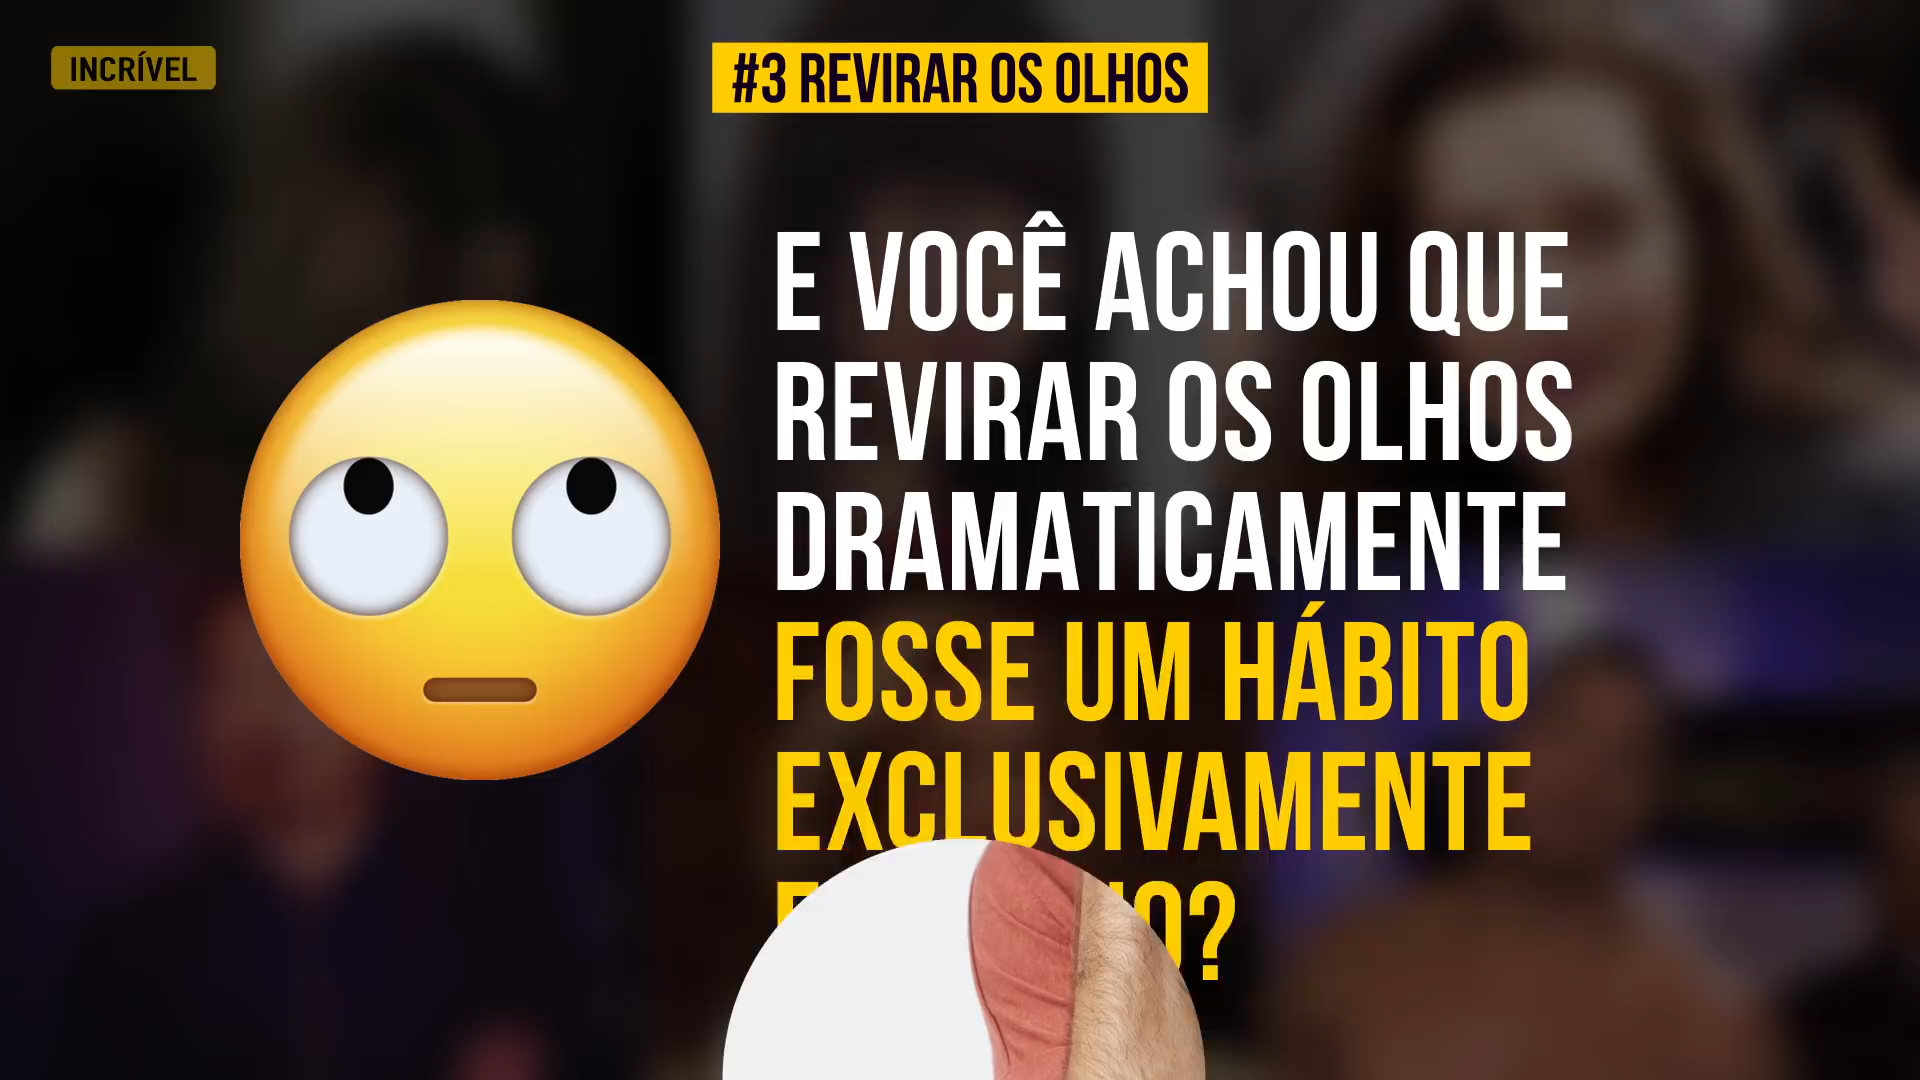 INCRÍVEL
#3 REVIRAR OS OLHOS
E VOCÊ ACHOU QUE
REVIRAR OS OLHOS
DRAMATICAMENTE
FOSSE UM HÁBITO
EXCLUSIVAMENTE